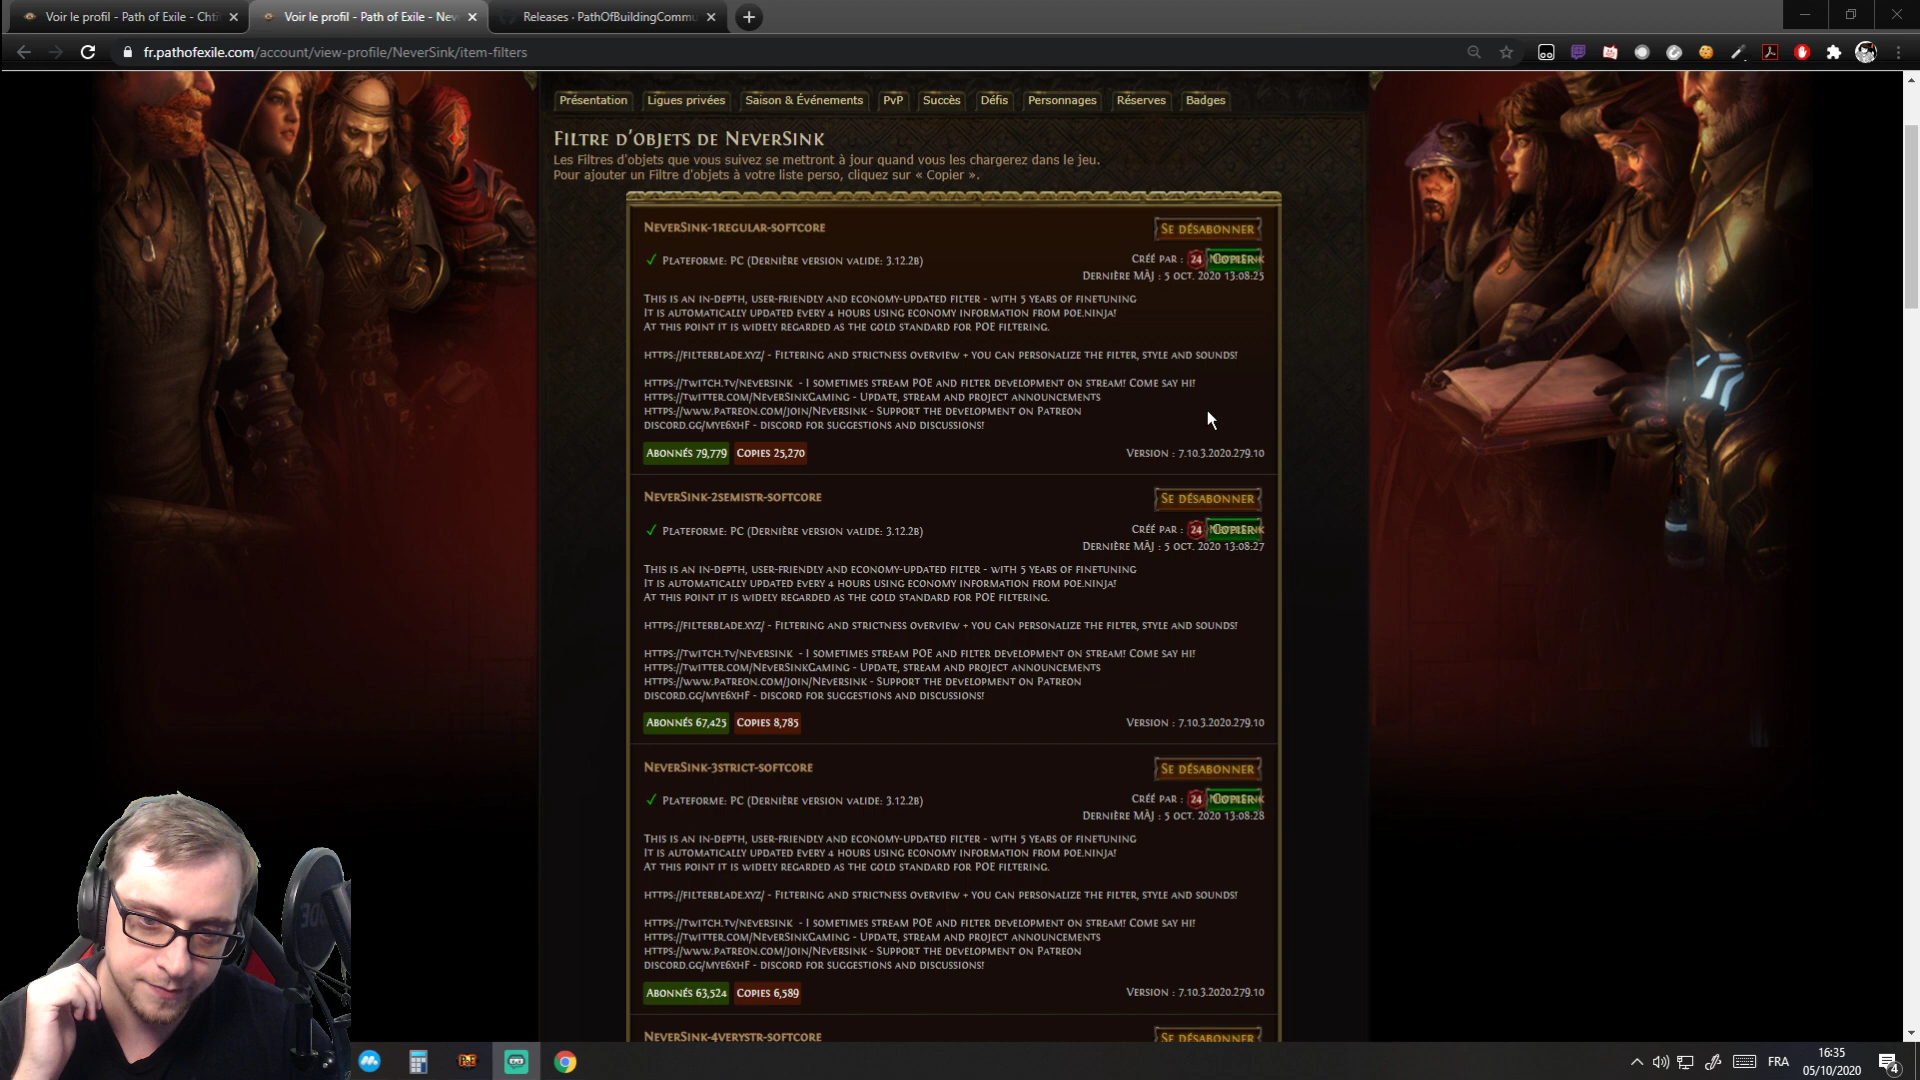 Voir le profil - Path of Exile - Chti
Voir le profil - Path of Exile - Nev
Releases · PathOfBuildingCommu
fr.pathofexile.com/account/view-profile/NeverSink/item-filters
Présentation
Ligues privées
Saison & Événements
PvP
Succès
Défis
Personnages
Réserves
Badges
Filtre d'objets de NeverSink
Les Filtres d'objets que vous suivez se mettront à jour quand vous les chargerez dans le jeu.
Pour ajouter un Filtre d'objets à votre liste perso, cliquez sur « Copier ».
NeverSink-1regular-softcore
Se désabonner
Plateforme: PC (Dernière version valide: 3.12.2b)
Créé par : 24 Copier
Dernière màj : 5 oct. 2020 13:08:25
This is an in-depth, user-friendly and economy-updated filter - with 5 years of finetuning
It is automatically updated every 4 hours using economy information from poe.ninja!
At this point it is widely regarded as the gold standard for POE filtering.
https://filterblade.xyz/ - Filtering and strictness overview + you can personalize the filter, style and sounds!
https://twitch.tv/neversink - I sometimes stream POE and filter development on stream! Come say hi!
https://twitter.com/NeverSinkGaming - Update, stream and project announcements
https://www.patreon.com/join/Neversink - Support the development on Patreon
discord.gg/mye6xhF - discord for suggestions and discussions!
Abonnés 79,779
Copies 25,270
Version : 7.10.3.2020.279.10
NeverSink-2semistr-softcore
Se désabonner
Plateforme: PC (Dernière version valide: 3.12.2b)
Créé par : 24 Copier
Dernière màj : 5 oct. 2020 13:08:27
This is an in-depth, user-friendly and economy-updated filter - with 5 years of finetuning
It is automatically updated every 4 hours using economy information from poe.ninja!
At this point it is widely regarded as the gold standard for POE filtering.
https://filterblade.xyz/ - Filtering and strictness overview + you can personalize the filter, style and sounds!
https://twitch.tv/neversink - I sometimes stream POE and filter development on stream! Come say hi!
https://twitter.com/NeverSinkGaming - Update, stream and project announcements
https://www.patreon.com/join/Neversink - Support the development on Patreon
discord.gg/mye6xhF - discord for suggestions and discussions!
Abonnés 67,425
Copies 8,785
Version : 7.10.3.2020.279.10
NeverSink-3strict-softcore
Se désabonner
Plateforme: PC (Dernière version valide: 3.12.2b)
Créé par : 24 Copier
Dernière màj : 5 oct. 2020 13:08:28
This is an in-depth, user-friendly and economy-updated filter - with 5 years of finetuning
It is automatically updated every 4 hours using economy information from poe.ninja!
At this point it is widely regarded as the gold standard for POE filtering.
https://filterblade.xyz/ - Filtering and strictness overview + you can personalize the filter, style and sounds!
https://twitch.tv/neversink - I sometimes stream POE and filter development on stream! Come say hi!
https://twitter.com/NeverSinkGaming - Update, stream and project announcements
https://www.patreon.com/join/Neversink - Support the development on Patreon
discord.gg/mye6xhF - discord for suggestions and discussions!
Abonnés 63,524
Copies 6,589
Version : 7.10.3.2020.279.10
NeverSink-4verystr-softcore
Se désabonner
PoE
FRA
16:35
05/10/2020
4